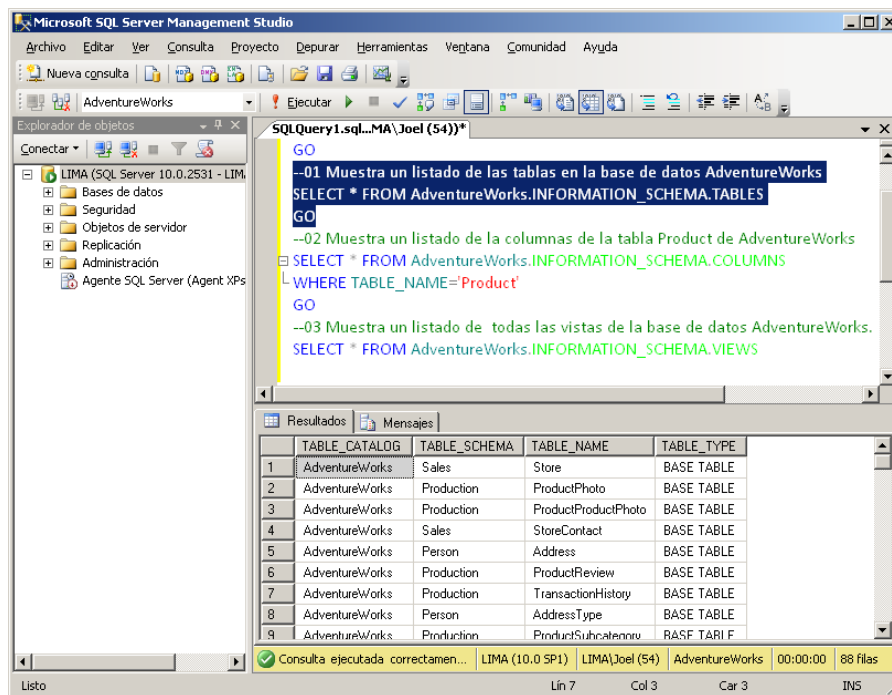 Microsoft SQL Server Management Studio
Archivo Editar Ver Consulta Proyecto Depurar Herramientas Ventana Comunidad Ayuda
Nueva consulta
AdventureWorks Ejecutar
Explorador de objetos
SQLQuery1.sql...MA\Joel (54))*
Conectar
LIMA (SQL Server 10.0.2531 - LIM
Bases de datos
Seguridad
Objetos de servidor
Replicación
Administración
Agente SQL Server (Agent XPs
GO
--01 Muestra un listado de las tablas en la base de datos AdventureWorks
SELECT * FROM AdventureWorks.INFORMATION_SCHEMA.TABLES
GO
--02 Muestra un listado de la columnas de la tabla Product de AdventureWorks
SELECT * FROM AdventureWorks.INFORMATION_SCHEMA.COLUMNS
WHERE TABLE_NAME='Product'
GO
--03 Muestra un listado de todas las vistas de la base de datos AdventureWorks.
SELECT * FROM AdventureWorks.INFORMATION_SCHEMA.VIEWS
Resultados Mensajes
TABLE_CATALOG TABLE_SCHEMA TABLE_NAME TABLE_TYPE
1 AdventureWorks Sales Store BASE TABLE
2 AdventureWorks Production ProductPhoto BASE TABLE
3 AdventureWorks Production ProductProductPhoto BASE TABLE
4 AdventureWorks Sales StoreContact BASE TABLE
5 AdventureWorks Person Address BASE TABLE
6 AdventureWorks Production ProductReview BASE TABLE
7 AdventureWorks Production TransactionHistory BASE TABLE
8 AdventureWorks Person AddressType BASE TABLE
9 AdventureWorks Production ProductSubcategory BASE TABLE
Consulta ejecutada correctamen... LIMA (10.0 SP1) LIMA\Joel (54) AdventureWorks 00:00:00 88 filas
Listo Lín 7 Col 3 Car 3 INS